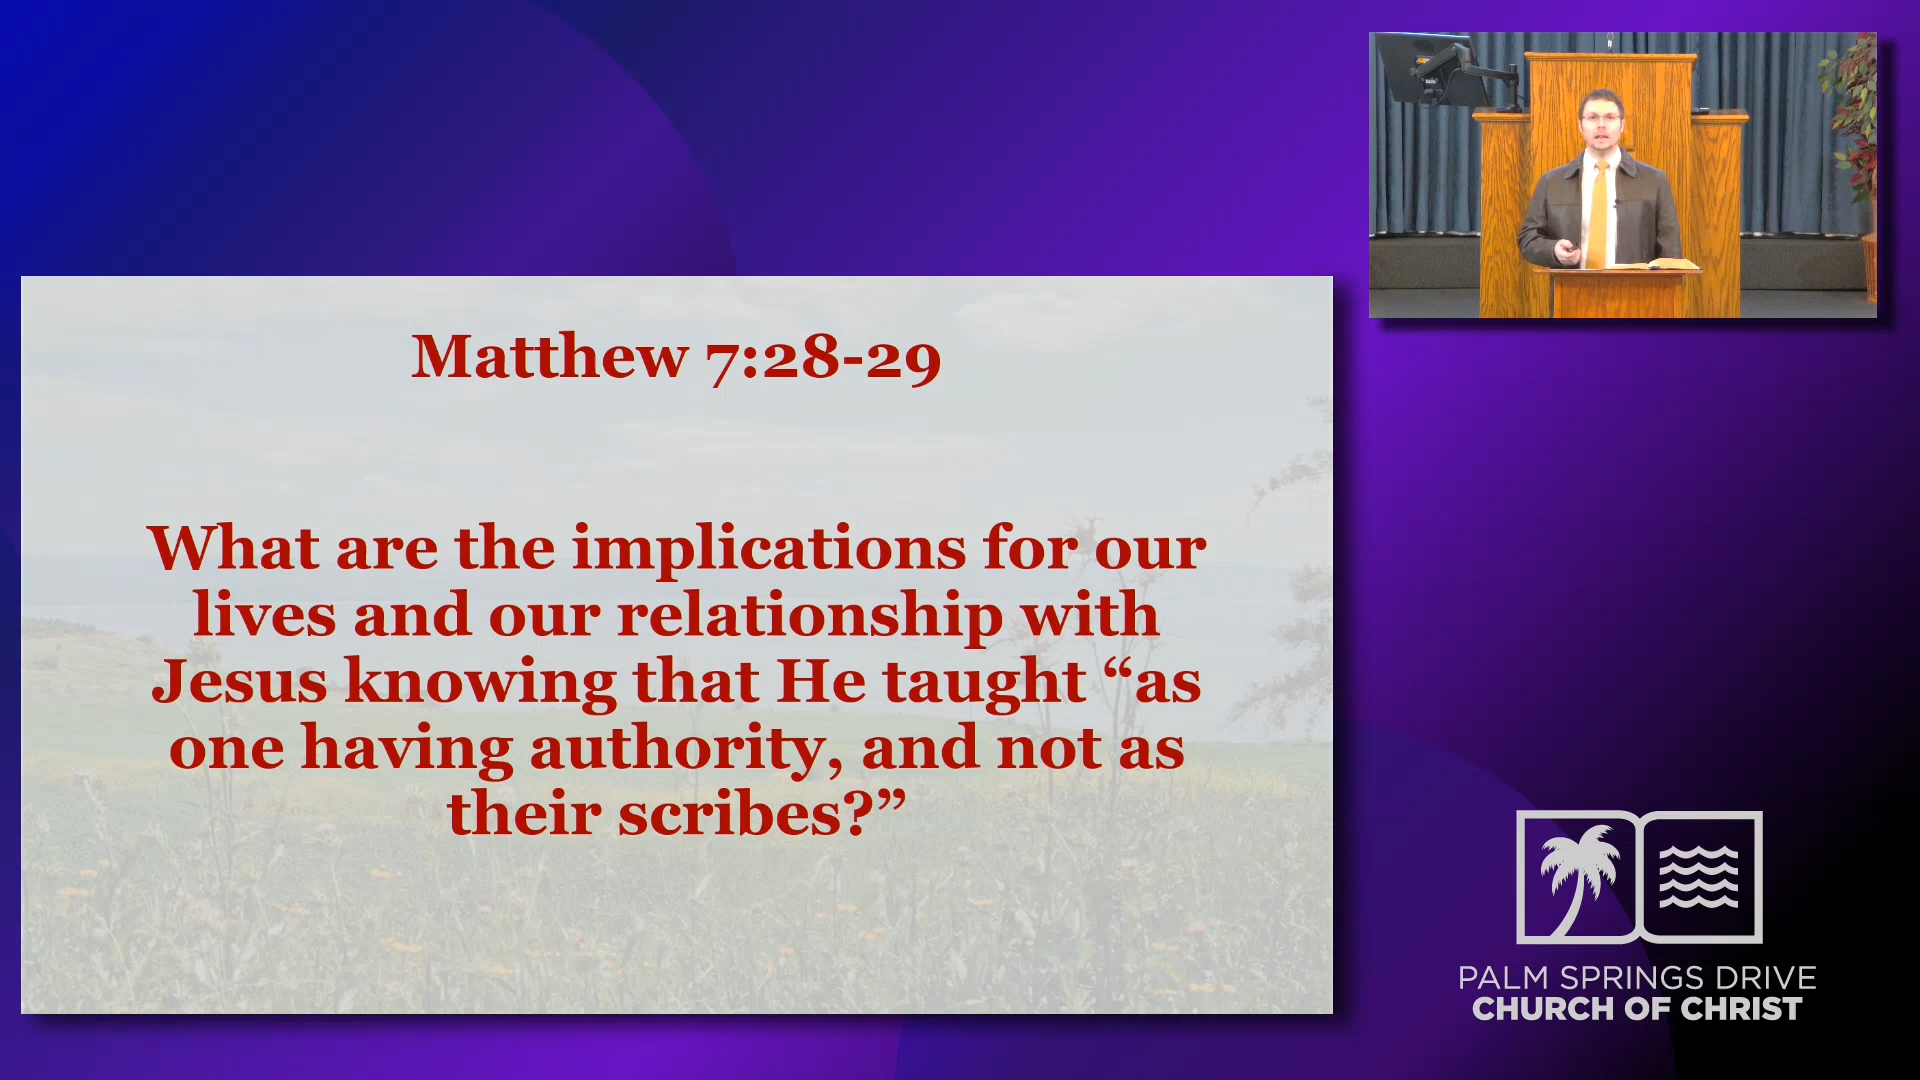 Matthew 7:28-29
What are the implications for our
lives and our relationship with
Jesus knowing that He taught “as
one having authority, and not as
their scribes?”
PALM SPRINGS DRIVE
CHURCH OF CHRIST